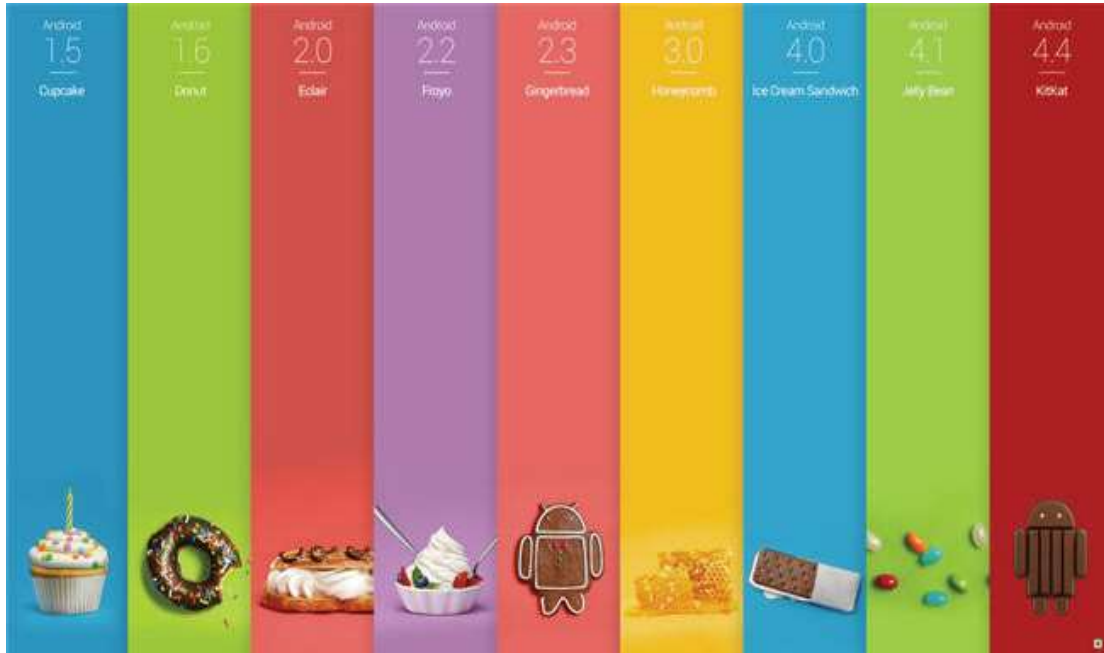 Android
1.5
Cupcake
Android
1.6
Donut
Android
2.0
Eclair
Android
2.2
Froyo
Android
2.3
Gingerbread
Android
3.0
Honeycomb
Android
4.0
Ice Cream Sandwich
Android
4.1
Jelly Bean
Android
4.4
KitKat